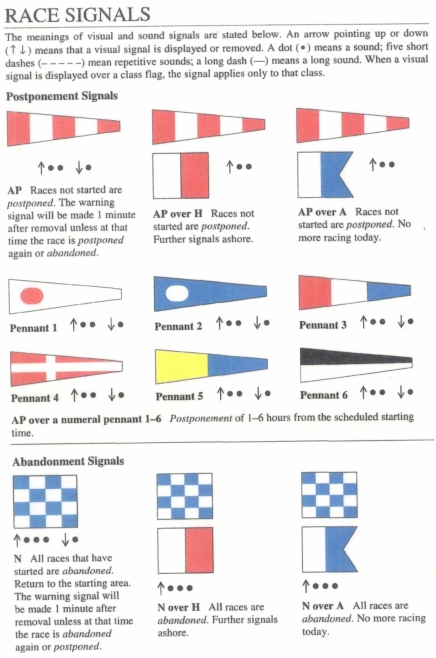 RACE SIGNALS
The meanings of visual and sound signals are stated below. An arrow pointing up or down
(↑ ↓) means that a visual signal is displayed or removed. A dot (•) means a sound; five short
dashes (– – – – –) mean repetitive sounds; a long dash (—) means a long sound. When a visual
signal is displayed over a class flag, the signal applies only to that class.
Postponement Signals
↑•• ↓•
AP Races not started are
postponed. The warning
signal will be made 1 minute
after removal unless at that
time the race is postponed
again or abandoned.
↑••
AP over H Races not
started are postponed.
Further signals ashore.
↑••
AP over A Races not
started are postponed. No
more racing today.
Pennant 1 ↑•• ↓•
Pennant 2 ↑•• ↓•
Pennant 3 ↑•• ↓•
Pennant 4 ↑•• ↓•
Pennant 5 ↑•• ↓•
Pennant 6 ↑•• ↓•
AP over a numeral pennant 1–6 Postponement of 1–6 hours from the scheduled starting
time.
Abandonment Signals
↑••• ↓•
N All races that have
started are abandoned.
Return to the starting area.
The warning signal will
be made 1 minute after
removal unless at that time
the race is abandoned
again or postponed.
↑•••
N over H All races are
abandoned. Further signals
ashore.
↑•••
N over A All races are
abandoned. No more racing
today.